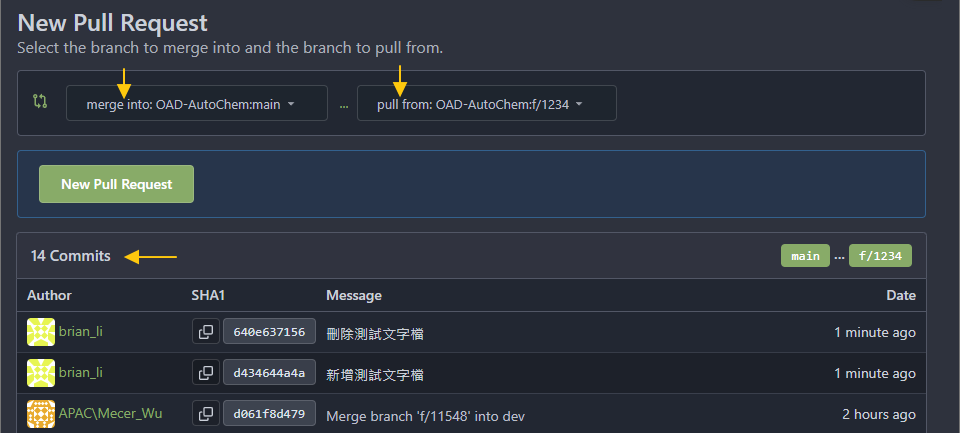 New Pull Request
Select the branch to merge into and the branch to pull from.
merge into: OAD-AutoChem:main ... pull from: OAD-AutoChem:f/1234
New Pull Request
14 Commits main ... f/1234
Author SHA1 Message Date
brian_li 640e637156 刪除測試文字檔 1 minute ago
brian_li d434644a4a 新增測試文字檔 1 minute ago
APAC\Mecer_Wu d061f8d479 Merge branch 'f/11548' into dev 2 hours ago